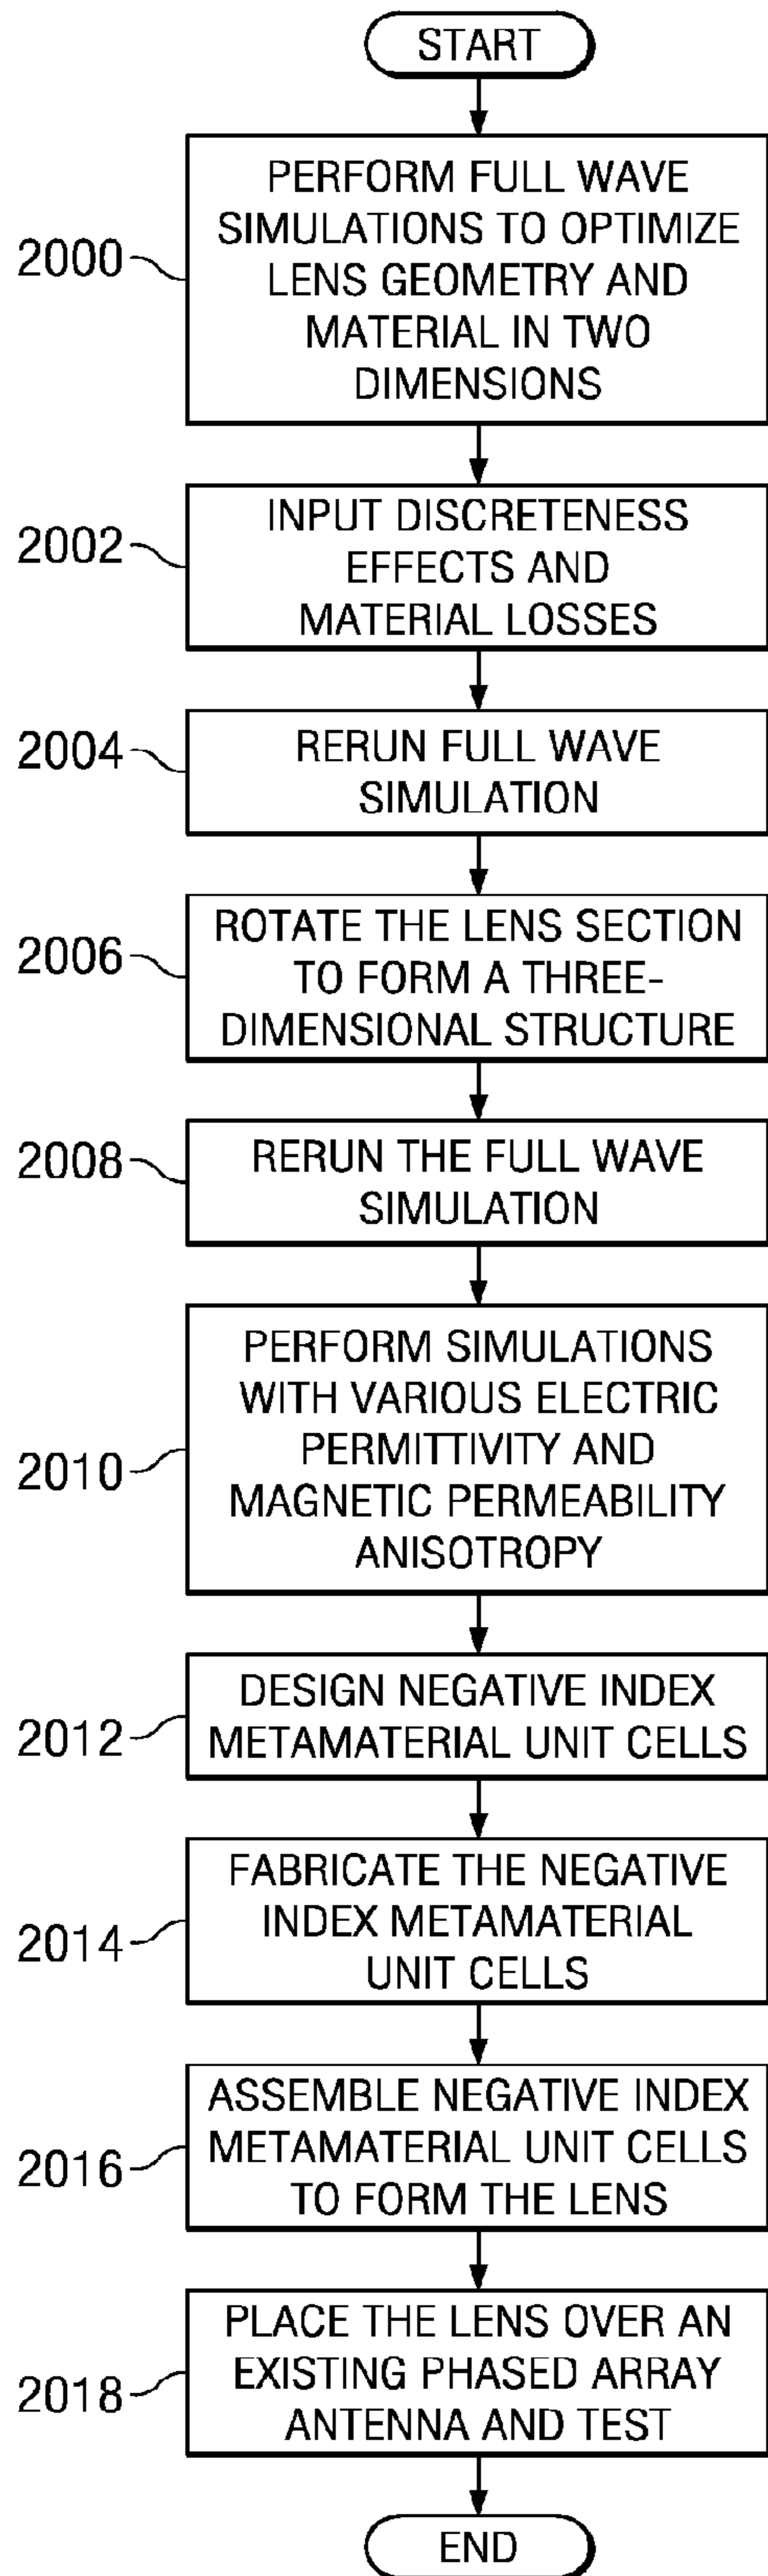 START
2000
PERFORM FULL WAVE
SIMULATIONS TO OPTIMIZE
LENS GEOMETRY AND
MATERIAL IN TWO
DIMENSIONS
2002
INPUT DISCRETENESS
EFFECTS AND
MATERIAL LOSSES
2004
RERUN FULL WAVE
SIMULATION
2006
ROTATE THE LENS SECTION
TO FORM A THREE-
DIMENSIONAL STRUCTURE
2008
RERUN THE FULL WAVE
SIMULATION
2010
PERFORM SIMULATIONS
WITH VARIOUS ELECTRIC
PERMITTIVITY AND
MAGNETIC PERMEABILITY
ANISOTROPY
2012
DESIGN NEGATIVE INDEX
METAMATERIAL UNIT CELLS
2014
FABRICATE THE NEGATIVE
INDEX METAMATERIAL
UNIT CELLS
2016
ASSEMBLE NEGATIVE INDEX
METAMATERIAL UNIT CELLS
TO FORM THE LENS
2018
PLACE THE LENS OVER AN
EXISTING PHASED ARRAY
ANTENNA AND TEST
END